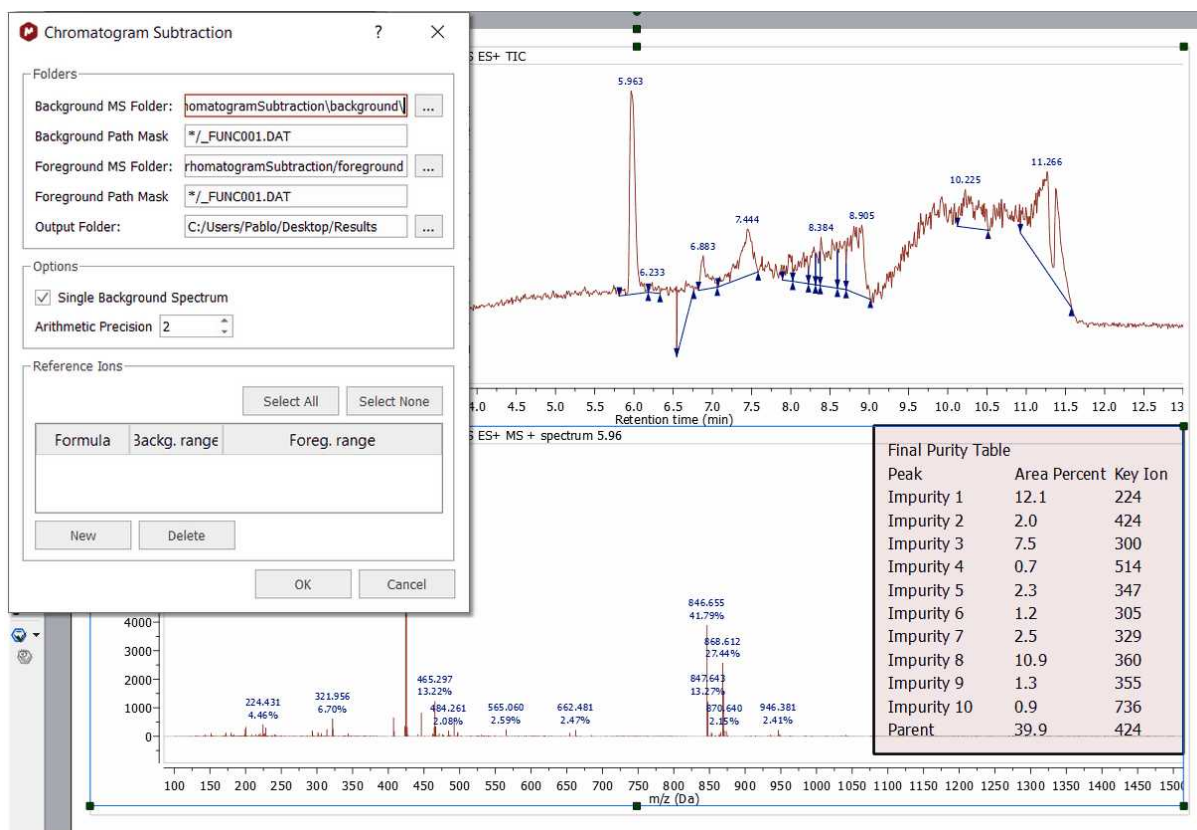 Chromatogram Subtraction ? ×
Folders
Background MS Folder: homatogramSubtraction\background\ ...
Background Path Mask */_FUNC001.DAT
Foreground MS Folder: rhomatogramSubtraction/foreground ...
Foreground Path Mask */_FUNC001.DAT
Output Folder: C:/Users/Pablo/Desktop/Results ...
Options
Single Background Spectrum
Arithmetic Precision 2
Reference Ions
Select All Select None
Formula Backg. range Foreg. range
New Delete
OK Cancel
S ES+ TIC
5.963
11.266
10.225
7.444
8.384
8.905
6.883
6.233
4.0 4.5 5.0 5.5 6.0 6.5 7.0 7.5 8.0 8.5 9.0 9.5 10.0 10.5 11.0 11.5 12.0 12.5 13
Retention time (min)
S ES+ MS + spectrum 5.96
Final Purity Table
Peak Area Percent Key Ion
Impurity 1 12.1 224
Impurity 2 2.0 424
Impurity 3 7.5 300
Impurity 4 0.7 514
Impurity 5 2.3 347
Impurity 6 1.2 305
Impurity 7 2.5 329
Impurity 8 10.9 360
Impurity 9 1.3 355
Impurity 10 0.9 736
Parent 39.9 424
4000
3000
2000
1000
0
846.655
41.79%
868.612
27.44%
847.643
13.27%
870.640
2.15%
465.297
13.22%
484.261
2.08%
224.431
4.46%
321.956
6.70%
565.060
2.59%
662.481
2.47%
946.381
2.41%
100 150 200 250 300 350 400 450 500 550 600 650 700 750 800 850 900 950 1000 1050 1100 1150 1200 1250 1300 1350 1400 1450 1500
m/z (Da)